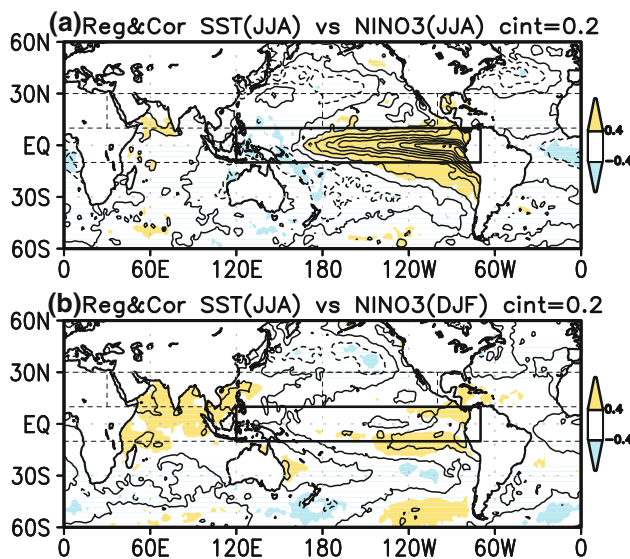 (a) Reg&Cor SST(JJA) vs NINO3(JJA) cint=0.2
60N
30N
EQ
30S
60S
0 60E 120E 180 120W 60W 0
0.4
-0.4
(b) Reg&Cor SST(JJA) vs NINO3(DJF) cint=0.2
60N
30N
EQ
30S
60S
0 60E 120E 180 120W 60W 0
0.4
-0.4